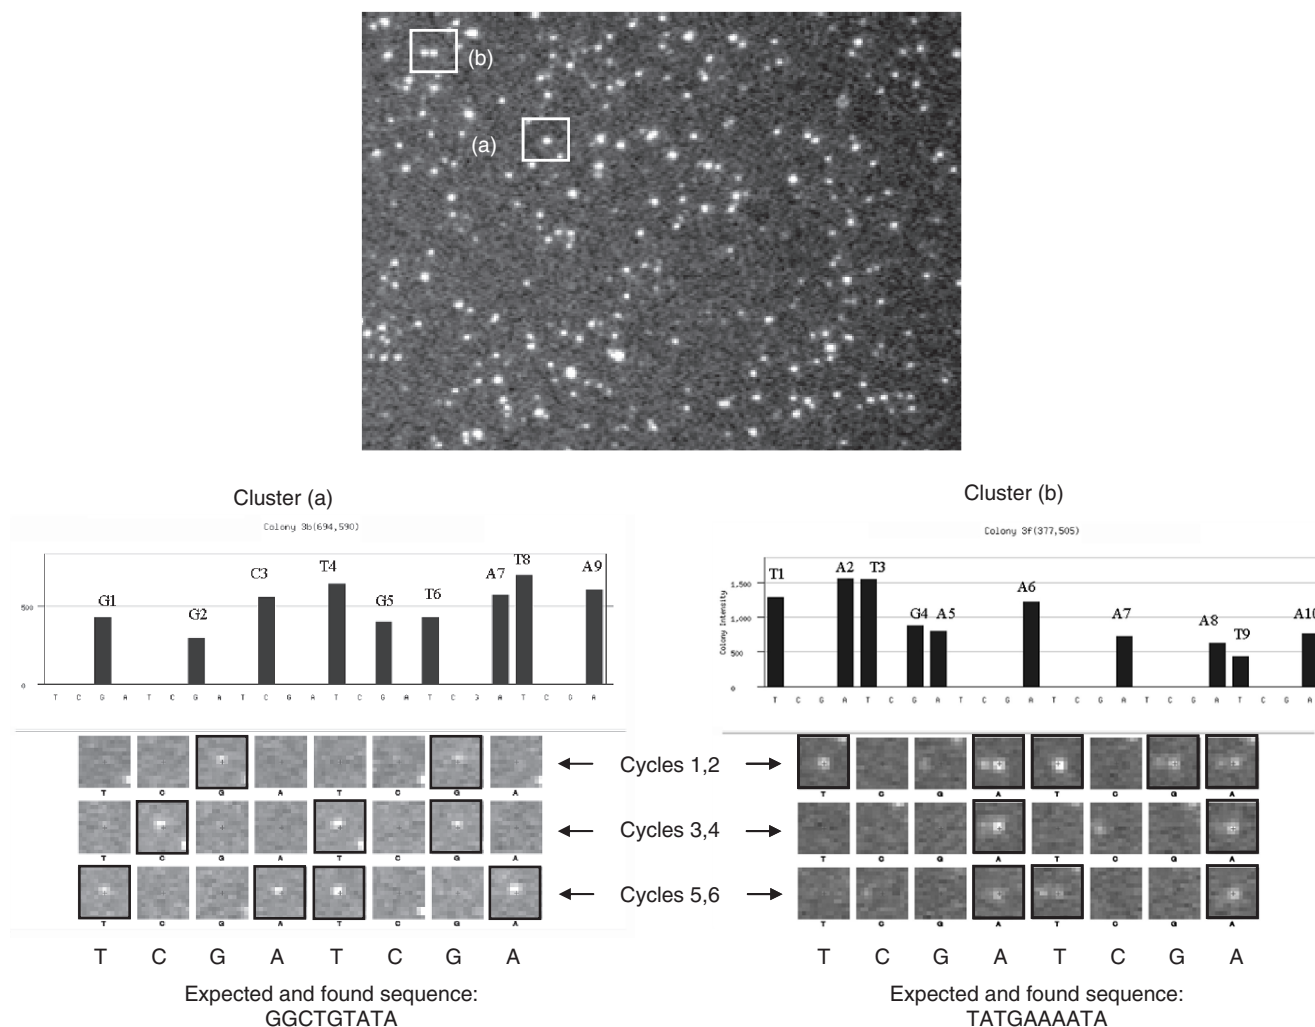 (b)
(a)
Cluster (a)
Colony 3b(694,590)
500
0
G1 G2 C3 T4 G5 T6 A7 T8 A9
T C G A T C G A T C G A T C G A T C G A T C G A
T C G A T C G A
T C G A T C G A
T C G A T C G A
T C G A T C G A
Expected and found sequence:
GGCTGTATA
Cycles 1,2
Cycles 3,4
Cycles 5,6
Cluster (b)
Colony 3f(377,505)
Colony Intensity
1,500
1,000
500
0
T1 A2 T3 G4 A5 A6 A7 A8 T9 A10
T C G A T C G A T C G A T C G A T C G A T C G A
T C G A T C G A
T C G A T C G A
T C G A T C G A
T C G A T C G A
Expected and found sequence:
TATGAAAATA